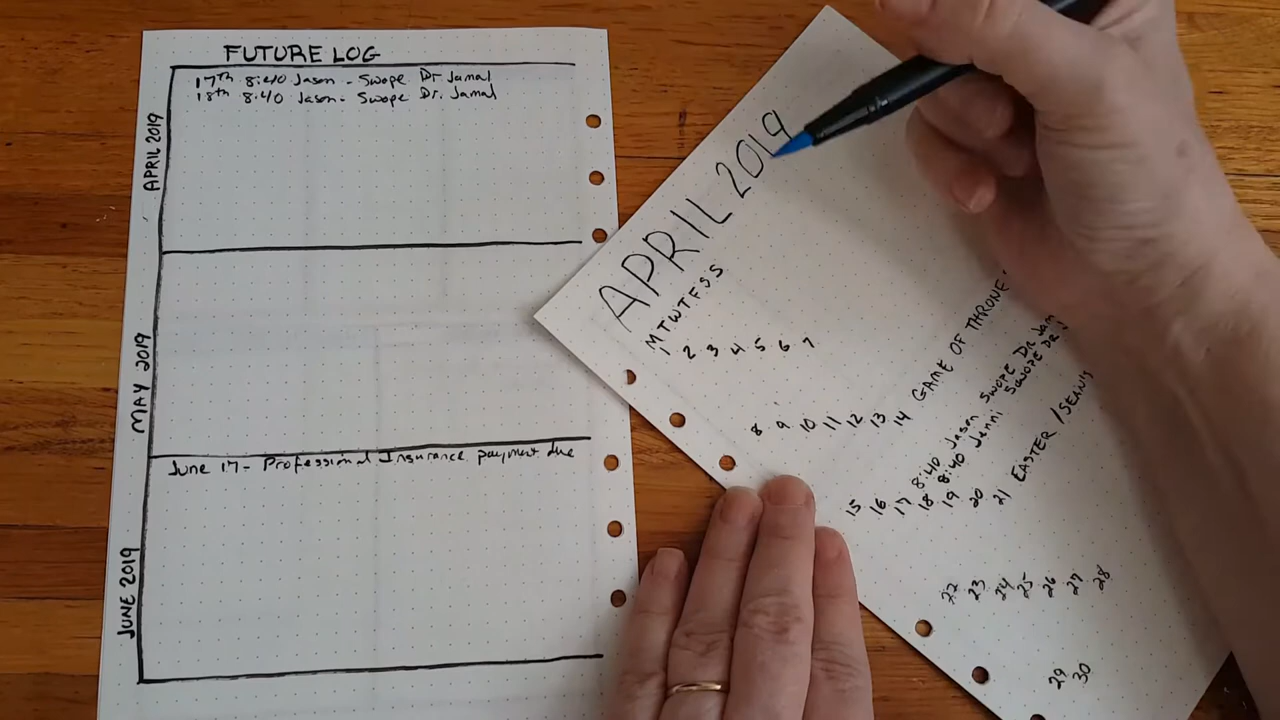 FUTURE LOG
APRIL 2019
17th 8:40 Jason - Swope Dr Jamal
18th 8:40 Jason - Swope Dr. Jamal
MAY 2019
JUNE 2019
June 17 - Professional Insurance payment due
APRIL 2019
M T W T F S S
1 2 3 4 5 6 7
8 9 10 11 12 13 14 GAME OF THRONE
15 16 17 8:40 Jason Swope Dr Jam
18 8:40 Jenni Swope Dr J
19 20 21 EASTER / SEAN'S
22 23 24 25 26 27 28
29 30